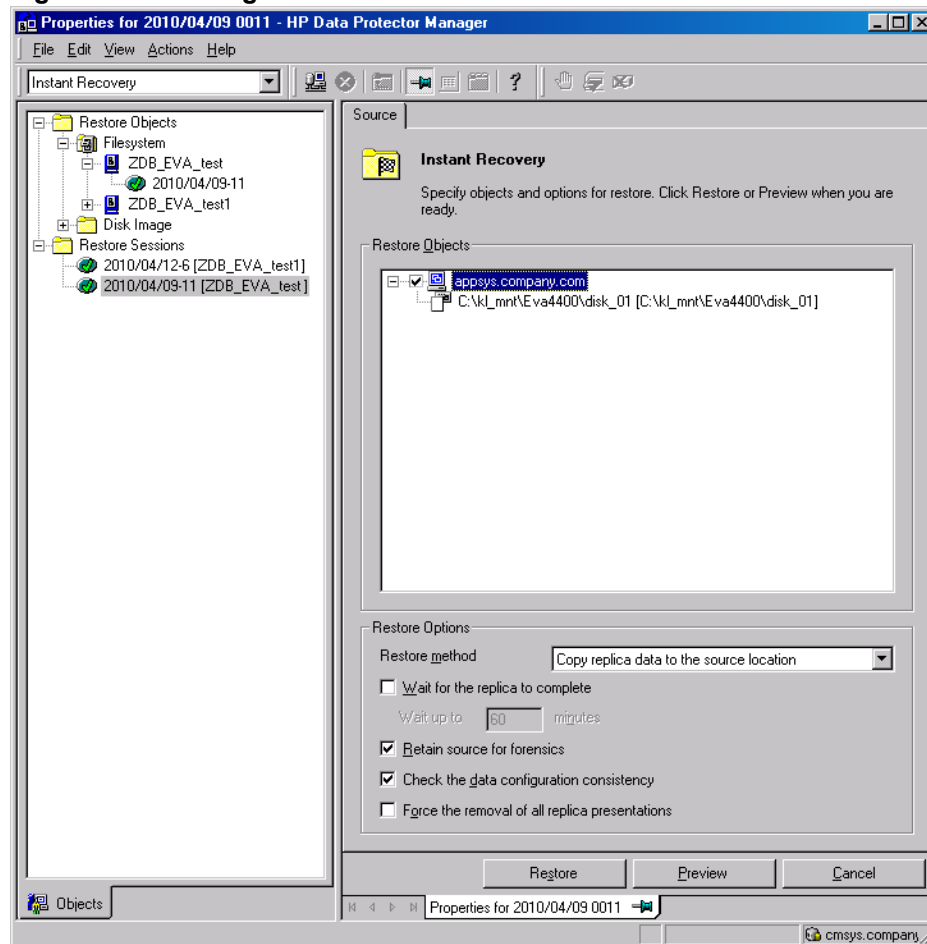 Properties for 2010/04/09 0011 - HP Data Protector Manager
File Edit View Actions Help
Instant Recovery
Restore Objects
Filesystem
ZDB_EVA_test
2010/04/09-11
ZDB_EVA_test1
Disk Image
Restore Sessions
2010/04/12-6 [ZDB_EVA_test1]
2010/04/09-11 [ZDB_EVA_test]
Objects
Source
Instant Recovery
Specify objects and options for restore. Click Restore or Preview when you are
ready.
Restore Objects
appsys.company.com
C:\kl_mnt\Eva4400\disk_01 [C:\kl_mnt\Eva4400\disk_01]
Restore Options
Restore method Copy replica data to the source location
Wait for the replica to complete
Wait up to 60 minutes
Retain source for forensics
Check the data configuration consistency
Force the removal of all replica presentations
Restore Preview Cancel
Properties for 2010/04/09 0011
cmsys.company